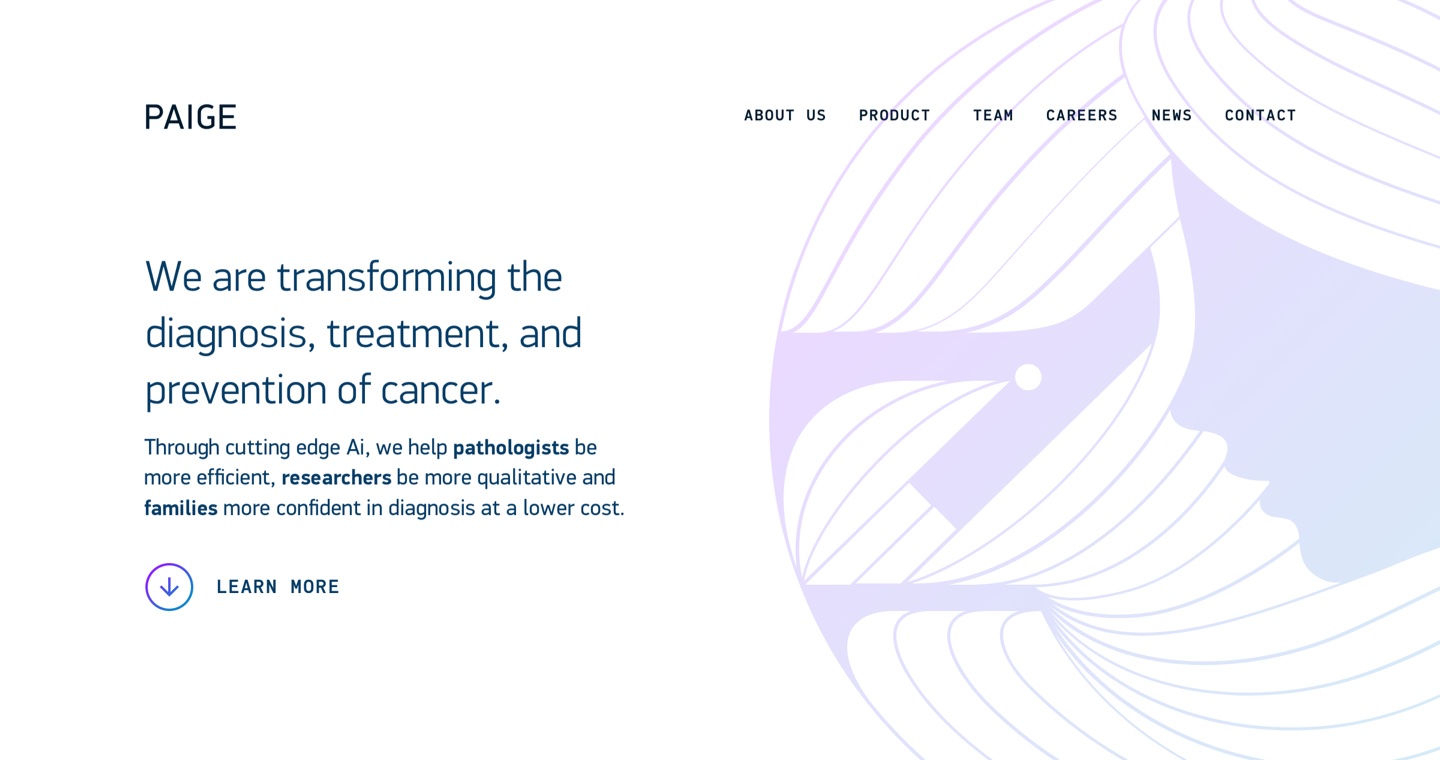 PAIGE
ABOUT US PRODUCT TEAM CAREERS NEWS CONTACT
We are transforming the
diagnosis, treatment, and
prevention of cancer.
Through cutting edge Ai, we help pathologists be
more efficient, researchers be more qualitative and
families more confident in diagnosis at a lower cost.
LEARN MORE